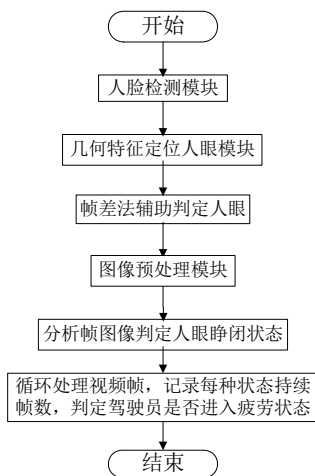 开始
人脸检测模块
几何特征定位人眼模块
帧差法辅助判定人眼
图像预处理模块
分析帧图像判定人眼睁闭状态
循环处理视频帧，记录每种状态持续
帧数，判定驾驶员是否进入疲劳状态
结束